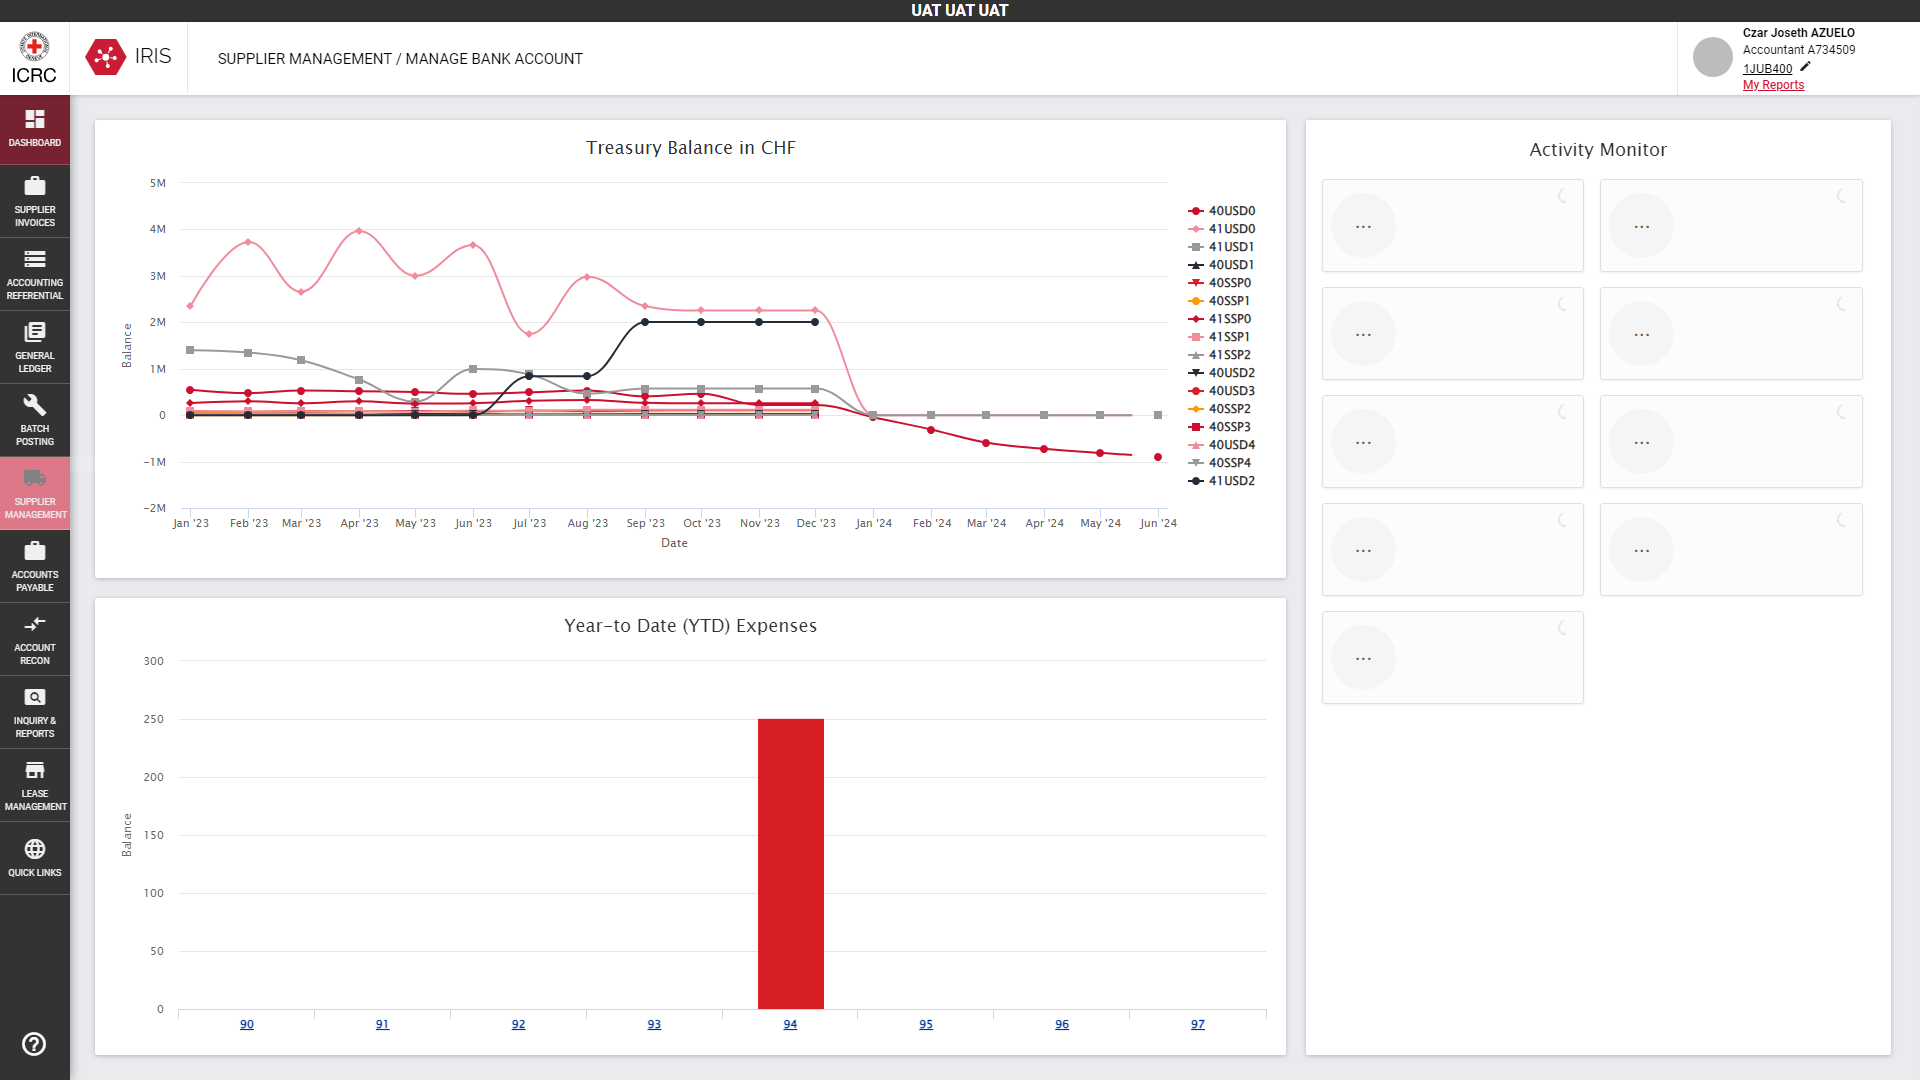 UAT UAT UAT
ICRC
IRIS
SUPPLIER MANAGEMENT / MANAGE BANK ACCOUNT
Czar Joseth AZUELO
Accountant A734509
1JUB400
My Reports
DASHBOARD
SUPPLIER
INVOICES
ACCOUNTING
REFERENTIAL
GENERAL
LEDGER
BATCH
POSTING
SUPPLIER
MANAGEMENT
ACCOUNTS
PAYABLE
ACCOUNT
RECON
INQUIRY &
REPORTS
LEASE
MANAGEMENT
QUICK LINKS
Treasury Balance in CHF
5M
4M
3M
2M
1M
0
-1M
-2M
Balance
Jan '23 Feb '23 Mar '23 Apr '23 May '23 Jun '23 Jul '23 Aug '23 Sep '23 Oct '23 Nov '23 Dec '23 Jan '24 Feb '24 Mar '24 Apr '24 May '24 Jun '24
Date
40USD0
41USD0
41USD1
40USD1
40SSP0
40SSP1
41SSP0
41SSP1
41SSP2
40USD2
40USD3
40SSP2
40SSP3
40USD4
40SSP4
41USD2
Year-to Date (YTD) Expenses
300
250
200
150
100
50
0
Balance
90 91 92 93 94 95 96 97
Activity Monitor
... ...
... ...
... ...
... ...
...